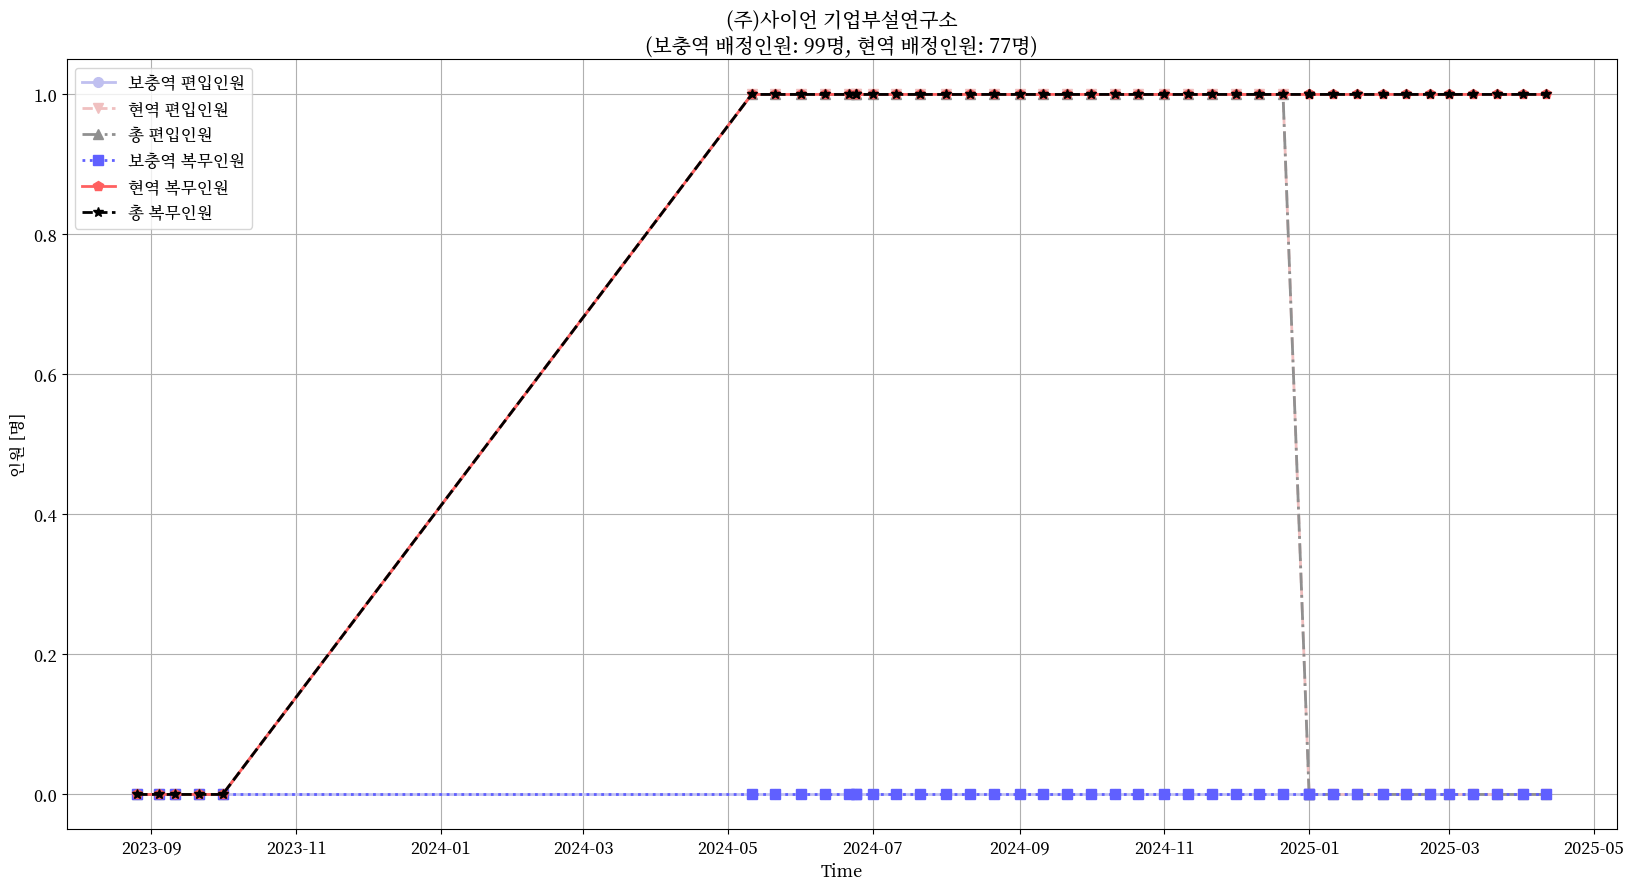 (주)사이언 기업부설연구소
(보충역 배정인원: 99명, 현역 배정인원: 77명)
보충역 편입인원
현역 편입인원
총 편입인원
보충역 복무인원
현역 복무인원
총 복무인원
인원 [명]
1.0
0.8
0.6
0.4
0.2
0.0
2023-09
2023-11
2024-01
2024-03
2024-05
2024-07
2024-09
2024-11
2025-01
2025-03
2025-05
Time